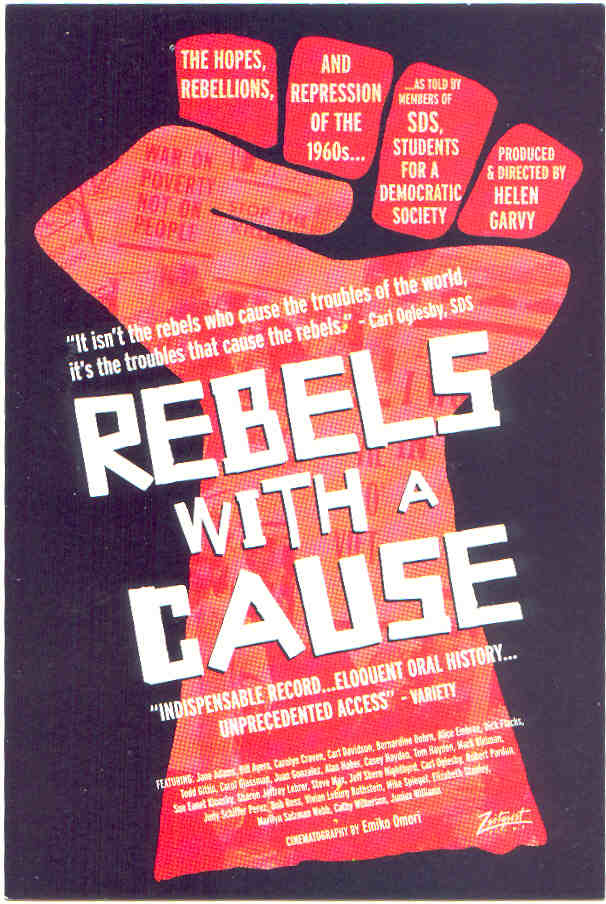 THE HOPES,
REBELLIONS,
AND
REPRESSION
OF THE
1960s...
...AS TOLD BY
MEMBERS OF
SDS,
STUDENTS
FOR A
DEMOCRATIC
SOCIETY
PRODUCED
& DIRECTED BY
HELEN
GARVY
WAR ON
POVERTY
NOT ON
PEOPLE
STOP THE
"It isn't the rebels who cause the troubles of the world,
it's the troubles that cause the rebels." - Carl Oglesby, SDS
REBELS
WITH A
CAUSE
"INDISPENSABLE RECORD...ELOQUENT ORAL HISTORY...
UNPRECEDENTED ACCESS" - VARIETY
FEATURING: Jane Adams, Bill Ayers, Carolyn Craven, Carl Davidson, Bernardine Dohrn, Alice Embree, Dick Flacks,
Todd Gitlin, Carol Glassman, Juan Gonzalez, Alan Haber, Casey Hayden, Tom Hayden, Mark Kleiman,
Sue Eanet Klonsky, Sharon Jeffrey Lehrer, Steve Max, Jeff Shero Nightbyrd, Carl Oglesby, Robert Pardun,
Judy Schiffer Perez, Bob Ross, Vivien Leburg Rothstein, Mike Spiegel, Elizabeth Stanley,
Marilyn Salzman Webb, Cathy Wilkerson, Junius Williams
CINEMATOGRAPHY BY Emiko Omori
Zeitgeist